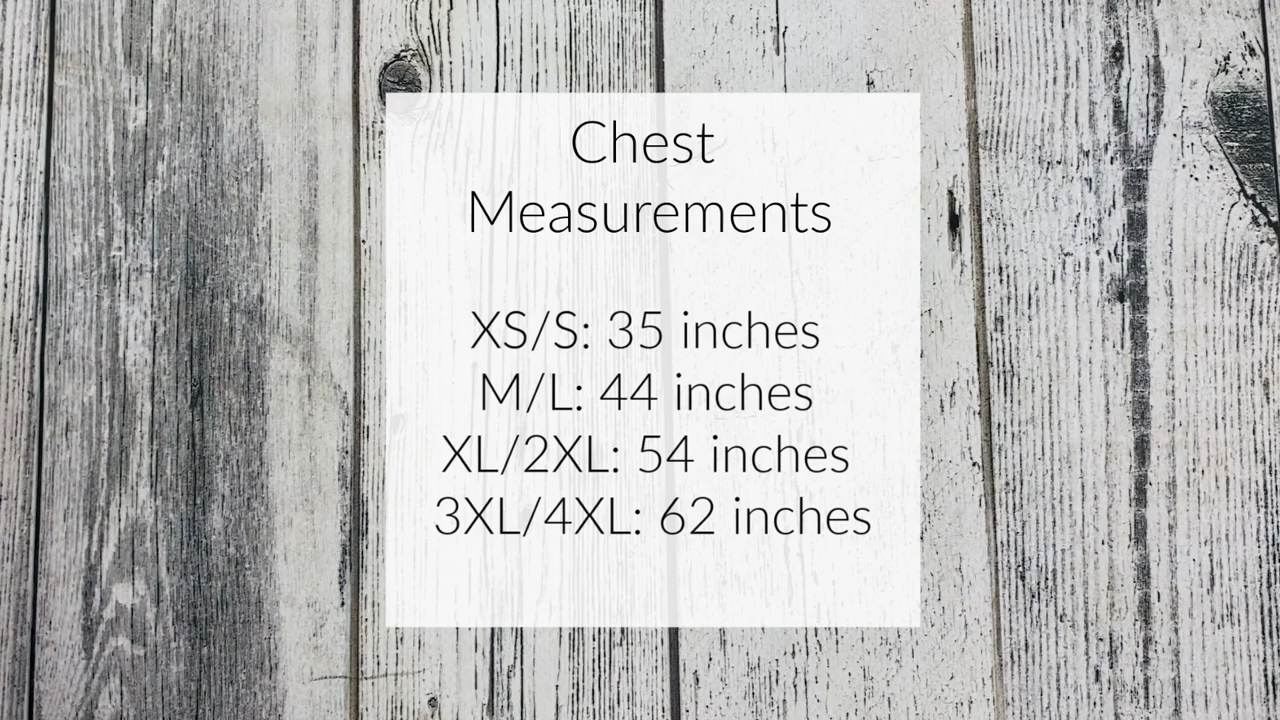 Chest
Measurements
XS/S: 35 inches
M/L: 44 inches
XL/2XL: 54 inches
3XL/4XL: 62 inches